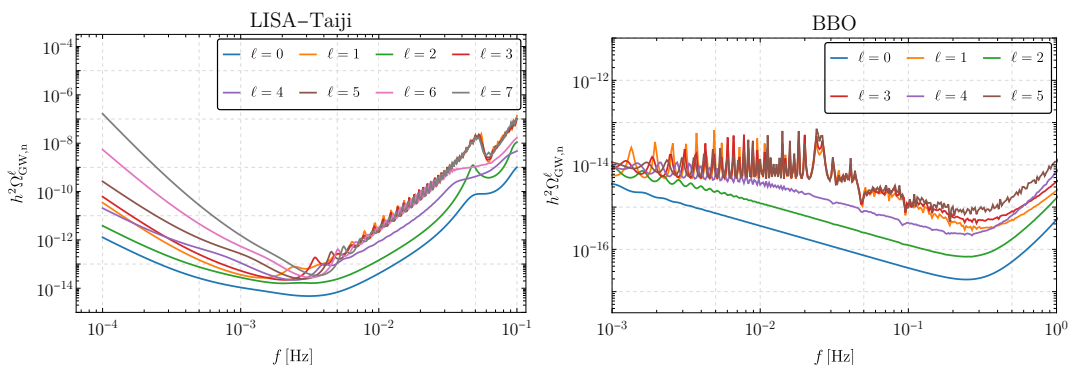 LISA–Taiji
ℓ = 0 ℓ = 1 ℓ = 2 ℓ = 3
ℓ = 4 ℓ = 5 ℓ = 6 ℓ = 7
10⁻⁴
10⁻⁶
10⁻⁸
10⁻¹⁰
10⁻¹²
10⁻¹⁴
h²Ω^ℓ_GW,n
10⁻⁴ 10⁻³ 10⁻² 10⁻¹
f [Hz]
BBO
ℓ = 0 ℓ = 1 ℓ = 2
ℓ = 3 ℓ = 4 ℓ = 5
10⁻¹²
10⁻¹⁴
10⁻¹⁶
h²Ω^ℓ_GW,n
10⁻³ 10⁻² 10⁻¹ 10⁰
f [Hz]